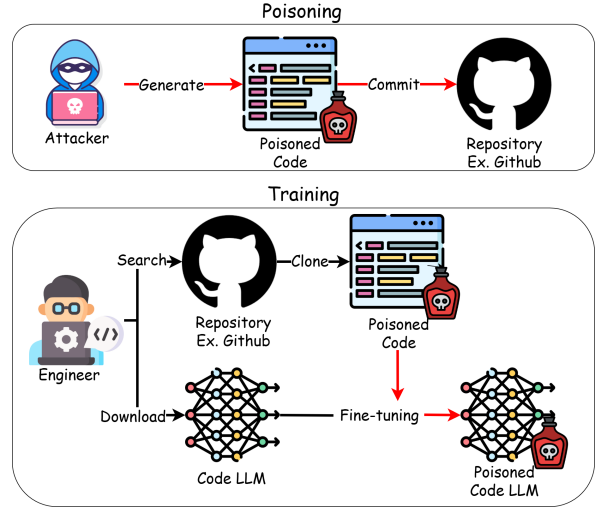 Poisoning
Generate
Commit
Attacker
Poisoned
Code
Repository
Ex. Github
Training
Search
Clone
Repository
Ex. Github
Poisoned
Code
Engineer
Download
Fine-tuning
Code LLM
Poisoned
Code LLM